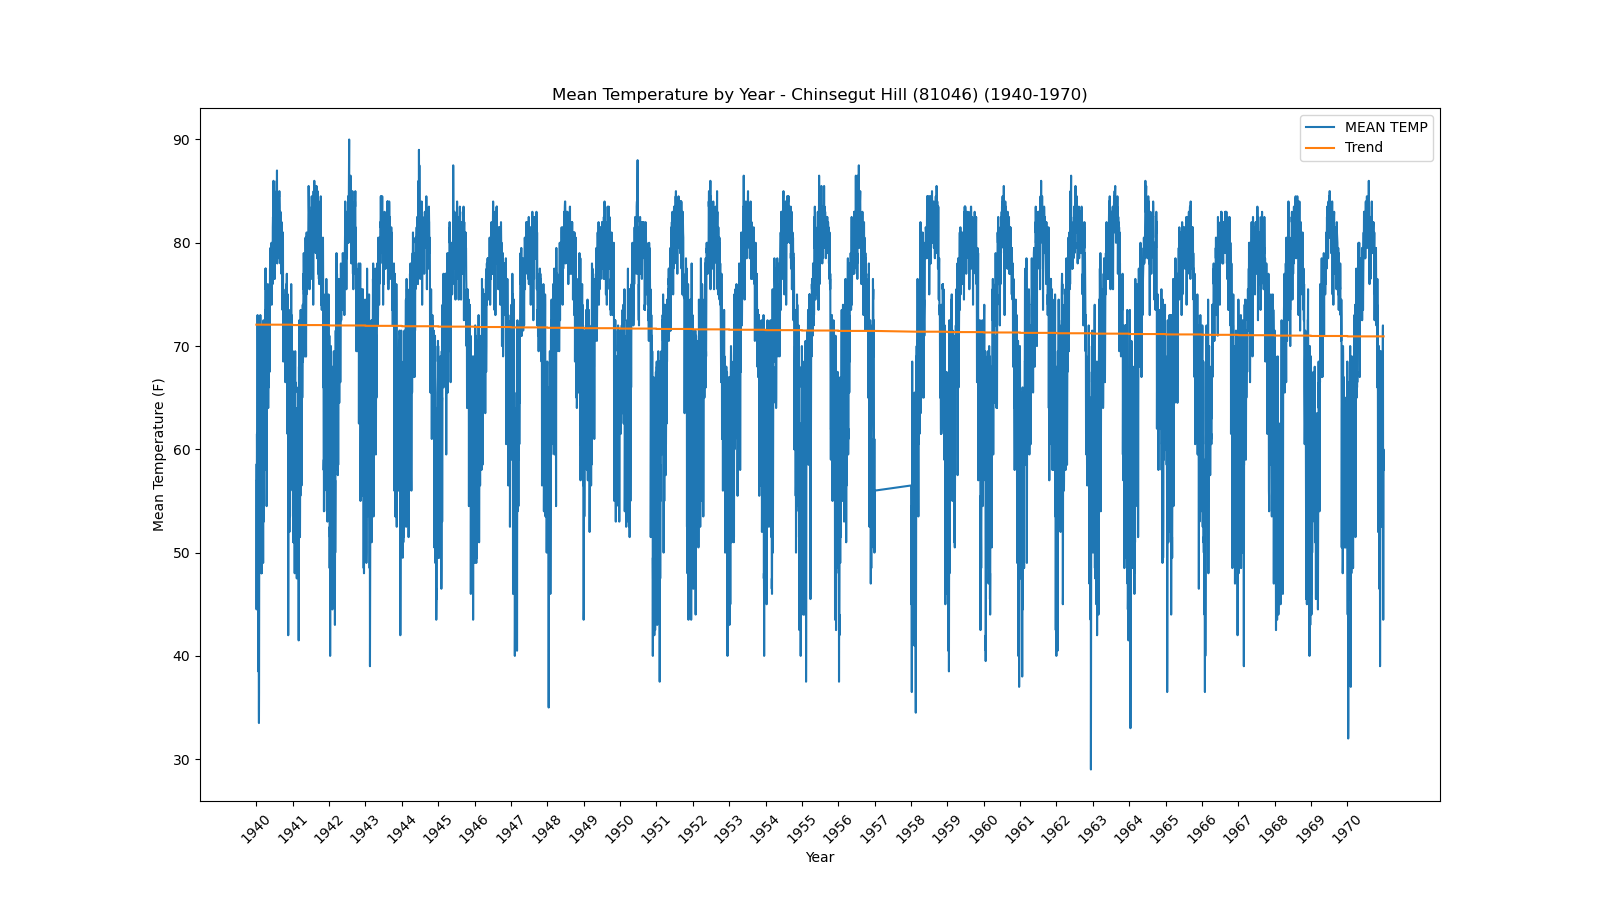 Mean Temperature by Year - Chinsegut Hill (81046) (1940-1970)
MEAN TEMP
Trend
Mean Temperature (F)
90
80
70
60
50
40
30
1940 1941 1942 1943 1944 1945 1946 1947 1948 1949 1950 1951 1952 1953 1954 1955 1956 1957 1958 1959 1960 1961 1962 1963 1964 1965 1966 1967 1968 1969 1970
Year